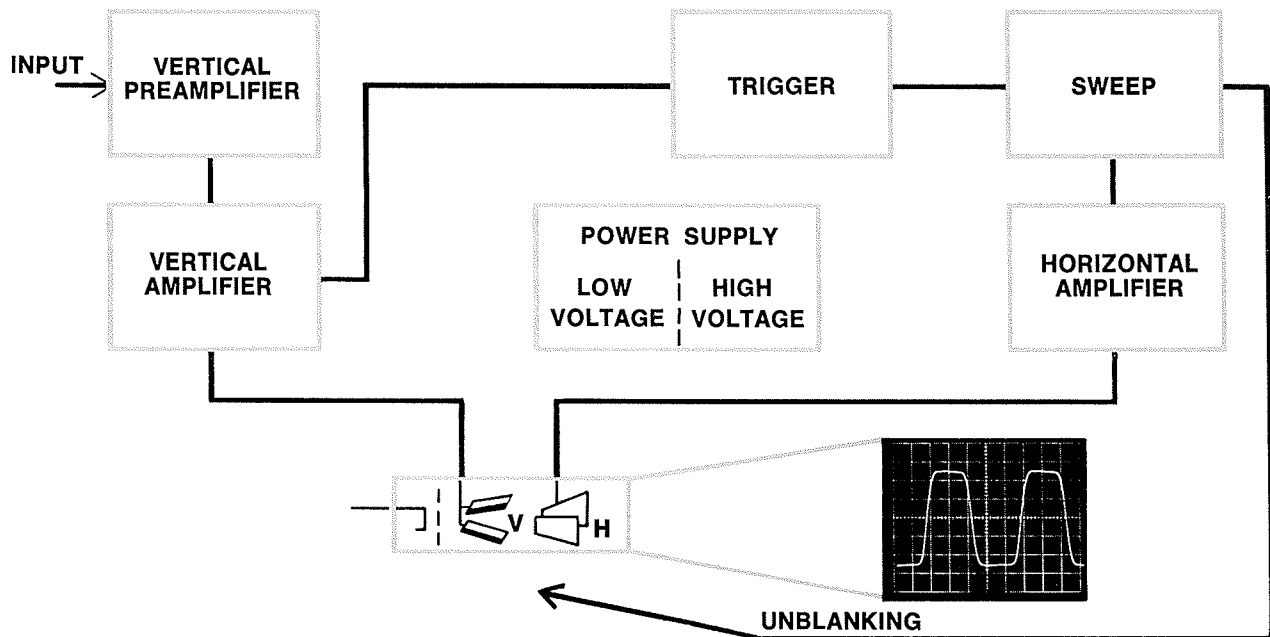 INPUT
VERTICAL
PREAMPLIFIER
TRIGGER
SWEEP
VERTICAL
AMPLIFIER
POWER SUPPLY
LOW
VOLTAGE
HIGH
VOLTAGE
HORIZONTAL
AMPLIFIER
V
H
UNBLANKING